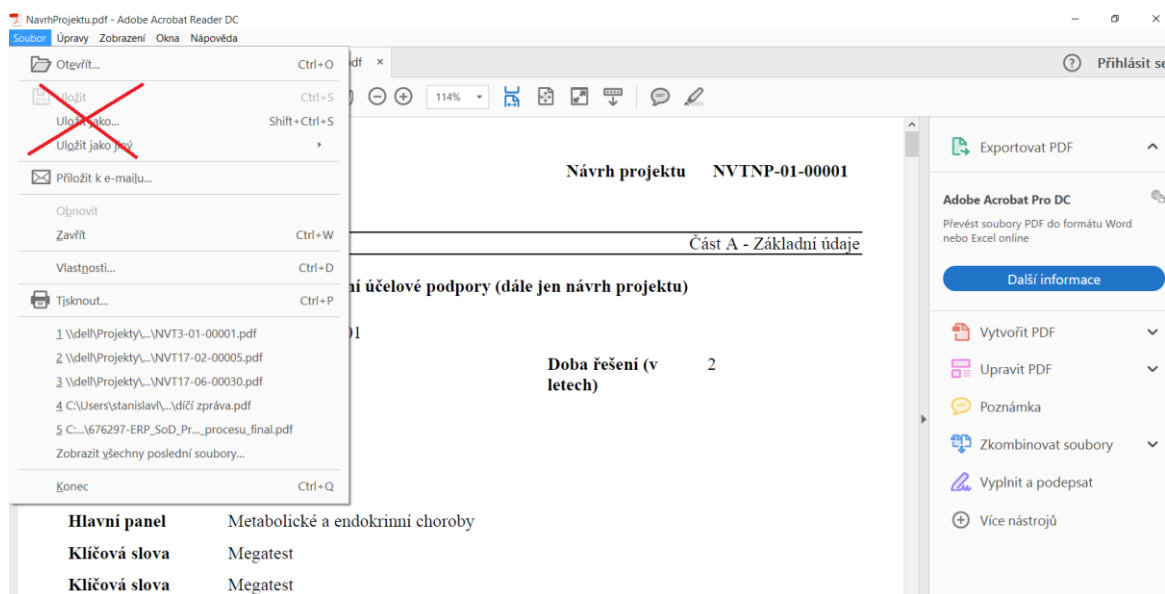 NavrhProjektu.pdf - Adobe Acrobat Reader DC
Soubor Úpravy Zobrazení Okna Nápověda
Otevřít... Ctrl+O
df ×
Přihlásit se
Uložit Ctrl+S
114%
Uložit jako... Shift+Ctrl+S
Uložit jako jiný
Přiložit k e-mailu...
Obnovit
Zavřít Ctrl+W
Vlastnosti... Ctrl+D
Tisknout... Ctrl+P
1 \\dell\Projekty\...\NVT3-01-00001.pdf
2 \\dell\Projekty\...\NVT17-02-00005.pdf
3 \\dell\Projekty\...\NVT17-06-00030.pdf
4 C:\Users\stanislavl\...\díčí zpráva.pdf
5 C:...\676297-ERP_SoD_Pr..._procesu_final.pdf
Zobrazit všechny poslední soubory...
Konec Ctrl+Q
Návrh projektu NVTNP-01-00001
Část A - Základní údaje
ní účelové podpory (dále jen návrh projektu)
01
Doba řešení (v 2
letech)
Hlavní panel Metabolické a endokrinní choroby
Klíčová slova Megatest
Klíčová slova Megatest
Exportovat PDF
Adobe Acrobat Pro DC
Převést soubory PDF do formátu Word
nebo Excel online
Další informace
Vytvořit PDF
Upravit PDF
Poznámka
Zkombinovat soubory
Vyplnit a podepsat
Více nástrojů